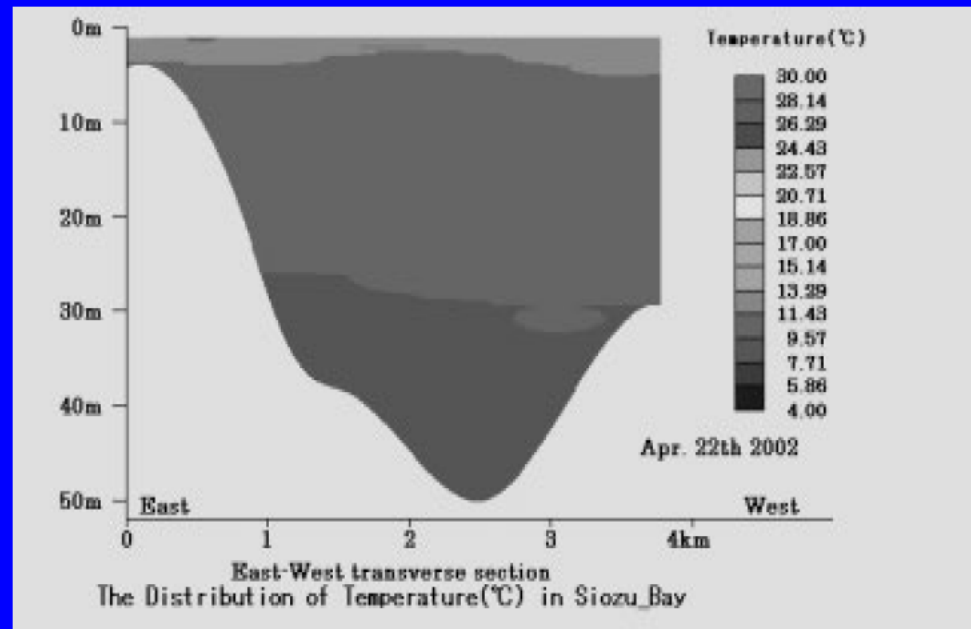 0m
10m
20m
30m
40m
50m
East
West
0 1 2 3 4km
East-West transverse section
The Distribution of Temperature(℃) in Siozu_Bay
Temperature(℃)
30.00
28.14
26.29
24.43
22.57
20.71
18.86
17.00
15.14
13.29
11.43
9.57
7.71
5.86
4.00
Apr. 22th 2002